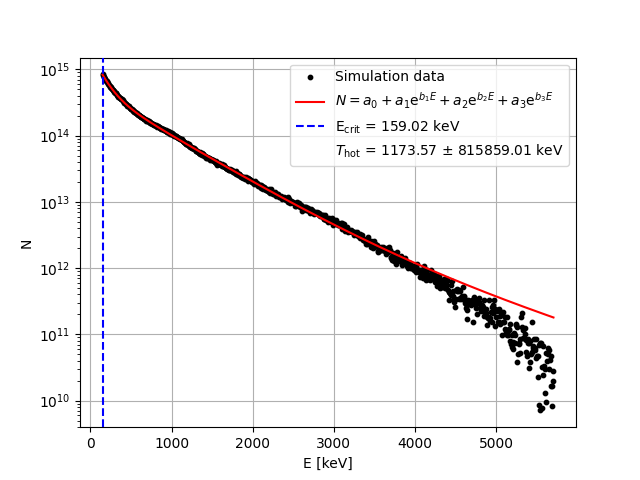 Simulation data
N = a₀ + a₁e^{b₁E} + a₂e^{b₂E} + a₃e^{b₃E}
E_crit = 159.02 keV
T_hot = 1173.57 ± 815859.01 keV
10¹⁵
10¹⁴
10¹³
10¹²
10¹¹
10¹⁰
N
0 1000 2000 3000 4000 5000
E [keV]